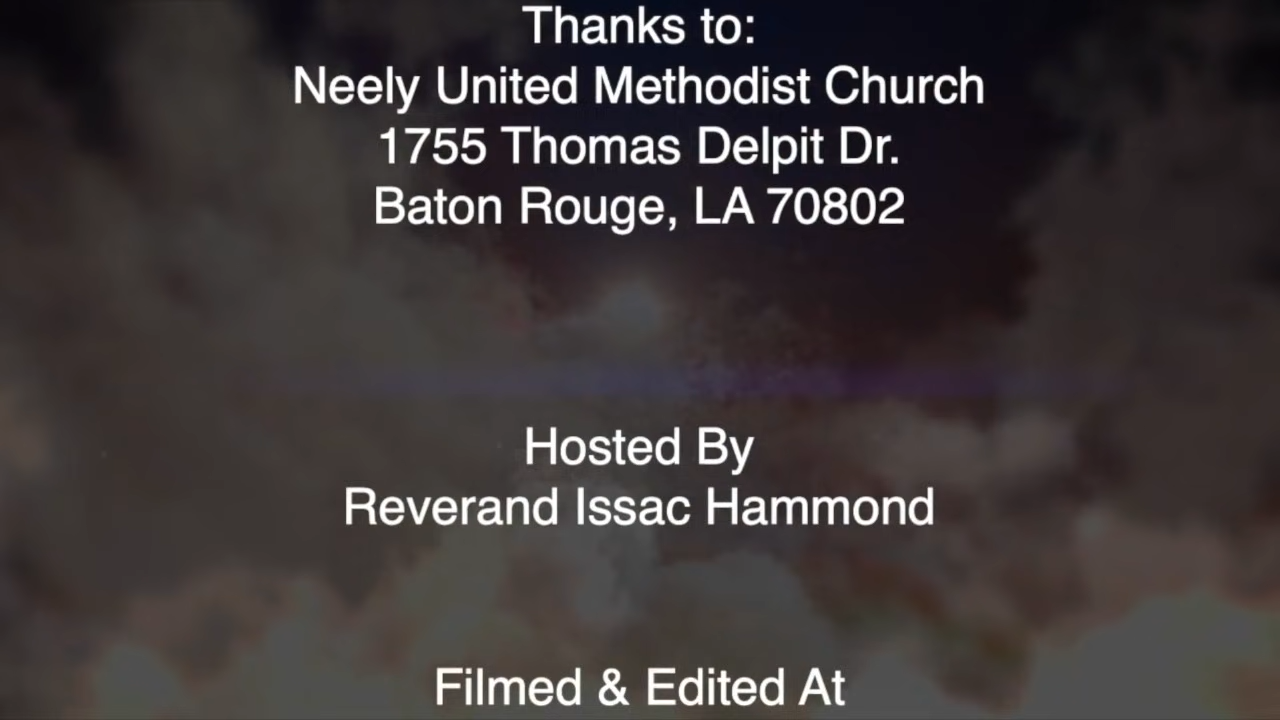 Thanks to:
Neely United Methodist Church
1755 Thomas Delpit Dr.
Baton Rouge, LA 70802
Hosted By
Reverand Issac Hammond
Filmed & Edited At